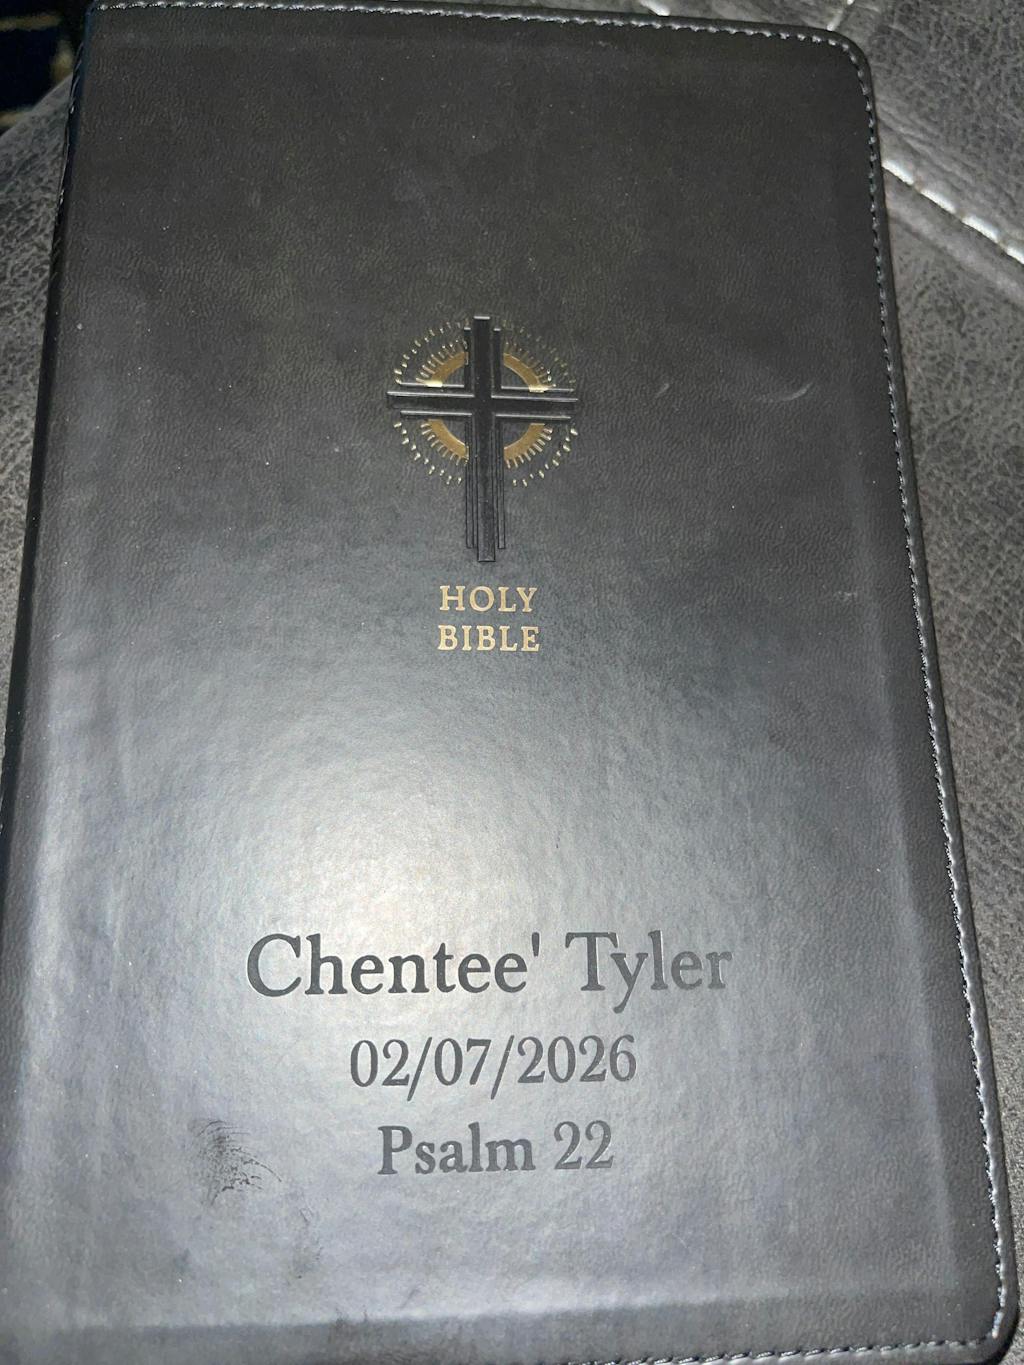 HOLY
BIBLE
Chentee' Tyler
02/07/2026
Psalm 22